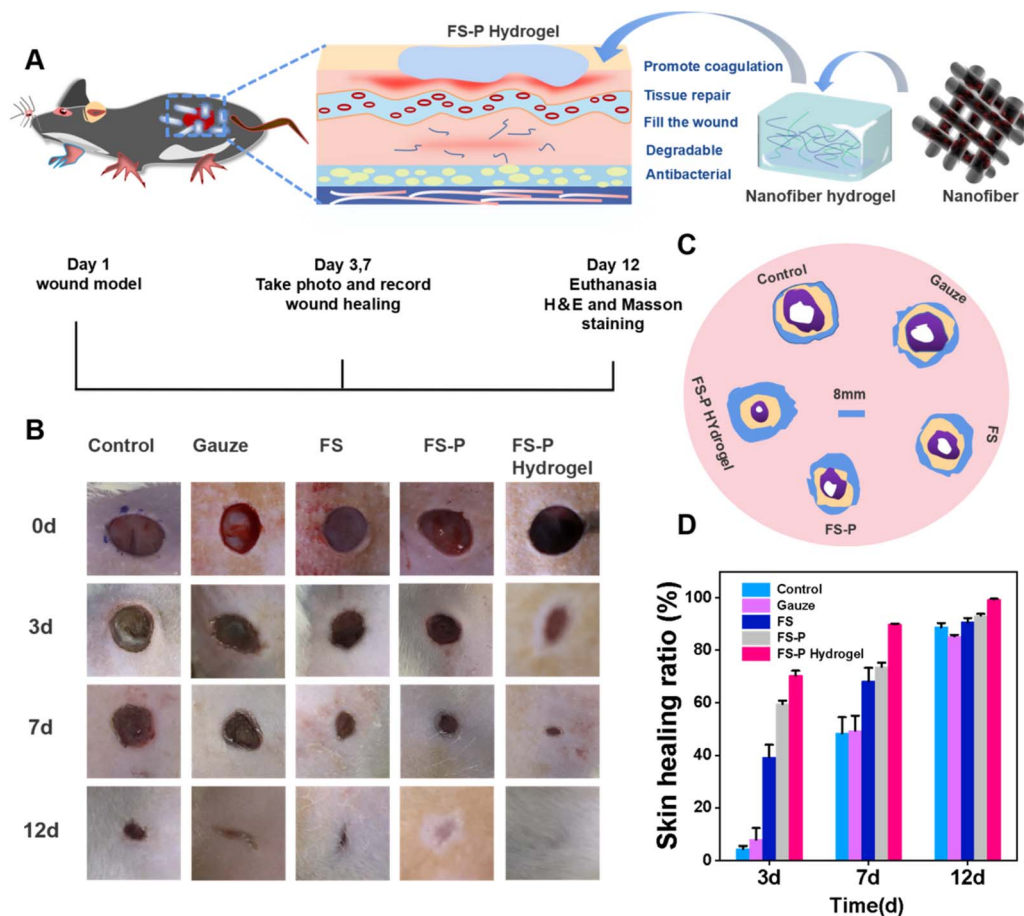 A
FS-P Hydrogel
Promote coagulation
Tissue repair
Fill the wound
Degradable
Antibacterial
Nanofiber hydrogel
Nanofiber
Day 1
wound model
Day 3,7
Take photo and record
wound healing
Day 12
Euthanasia
H&E and Masson
staining
C
Control
Gauze
FS-P HYdrogel
8mm
FS
FS-P
B
Control
Gauze
FS
FS-P
FS-P
Hydrogel
0d
3d
7d
12d
D
Skin healing ratio (%)
100
80
60
40
20
0
Control
Gauze
FS
FS-P
FS-P Hydrogel
3d
7d
12d
Time(d)